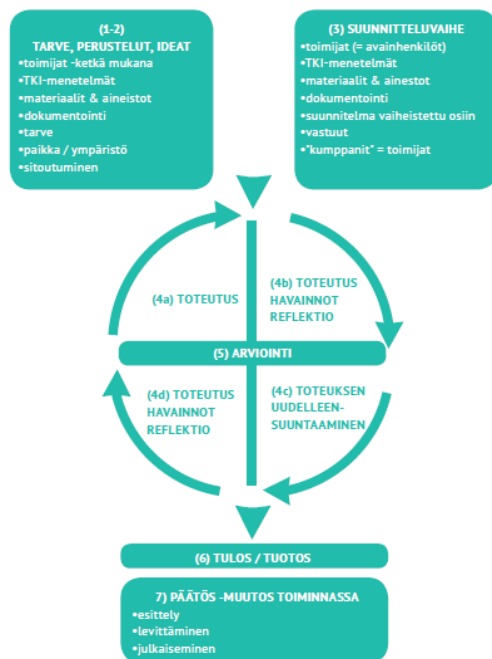 (1-2)
TARVE, PERUSTELUT, IDEAT
•toimijat -ketkä mukana
•TKI-menetelmät
•materiaalit & aineistot
•dokumentointi
•tarve
•paikka / ympäristö
•sitoutuminen
(3) SUUNNITTELUVAIHE
•toimijat (= avainhenkilöt)
•TKI-menetelmät
•materiaalit & ainestot
•dokumentointi
•suunnitelma vaiheistettu osiin
•vastuut
•"kumppanit" = toimijat
(4a) TOTEUTUS
(4b) TOTEUTUS
HAVAINNOT
REFLEKTIO
(5) ARVIOINTI
(4d) TOTEUTUS
HAVAINNOT
REFLEKTIO
(4c) TOTEUKSEN
UUDELLEEN-
SUUNTAAMINEN
(6) TULOS / TUOTOS
7) PÄÄTÖS -MUUTOS TOIMINNASSA
•esittely
•levittäminen
•julkaiseminen